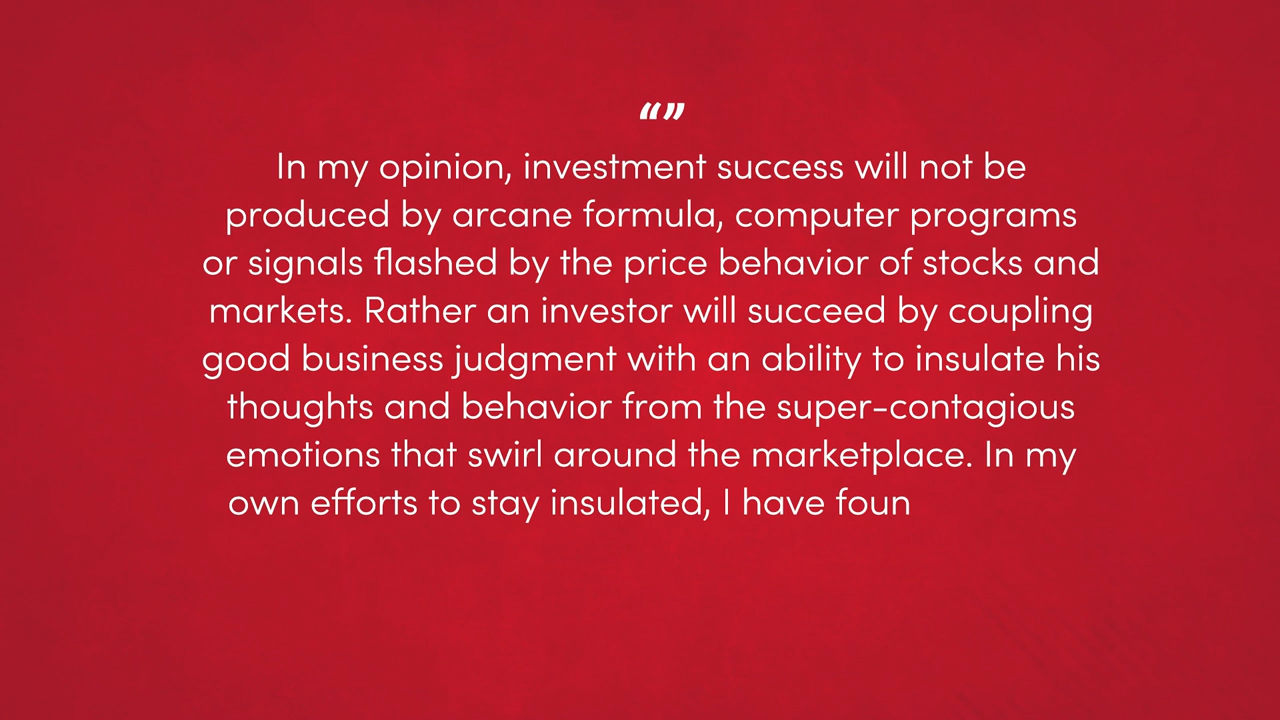 “”
In my opinion, investment success will not be
produced by arcane formula, computer programs
or signals flashed by the price behavior of stocks and
markets. Rather an investor will succeed by coupling
good business judgment with an ability to insulate his
thoughts and behavior from the super-contagious
emotions that swirl around the marketplace. In my
own efforts to stay insulated, I have foun